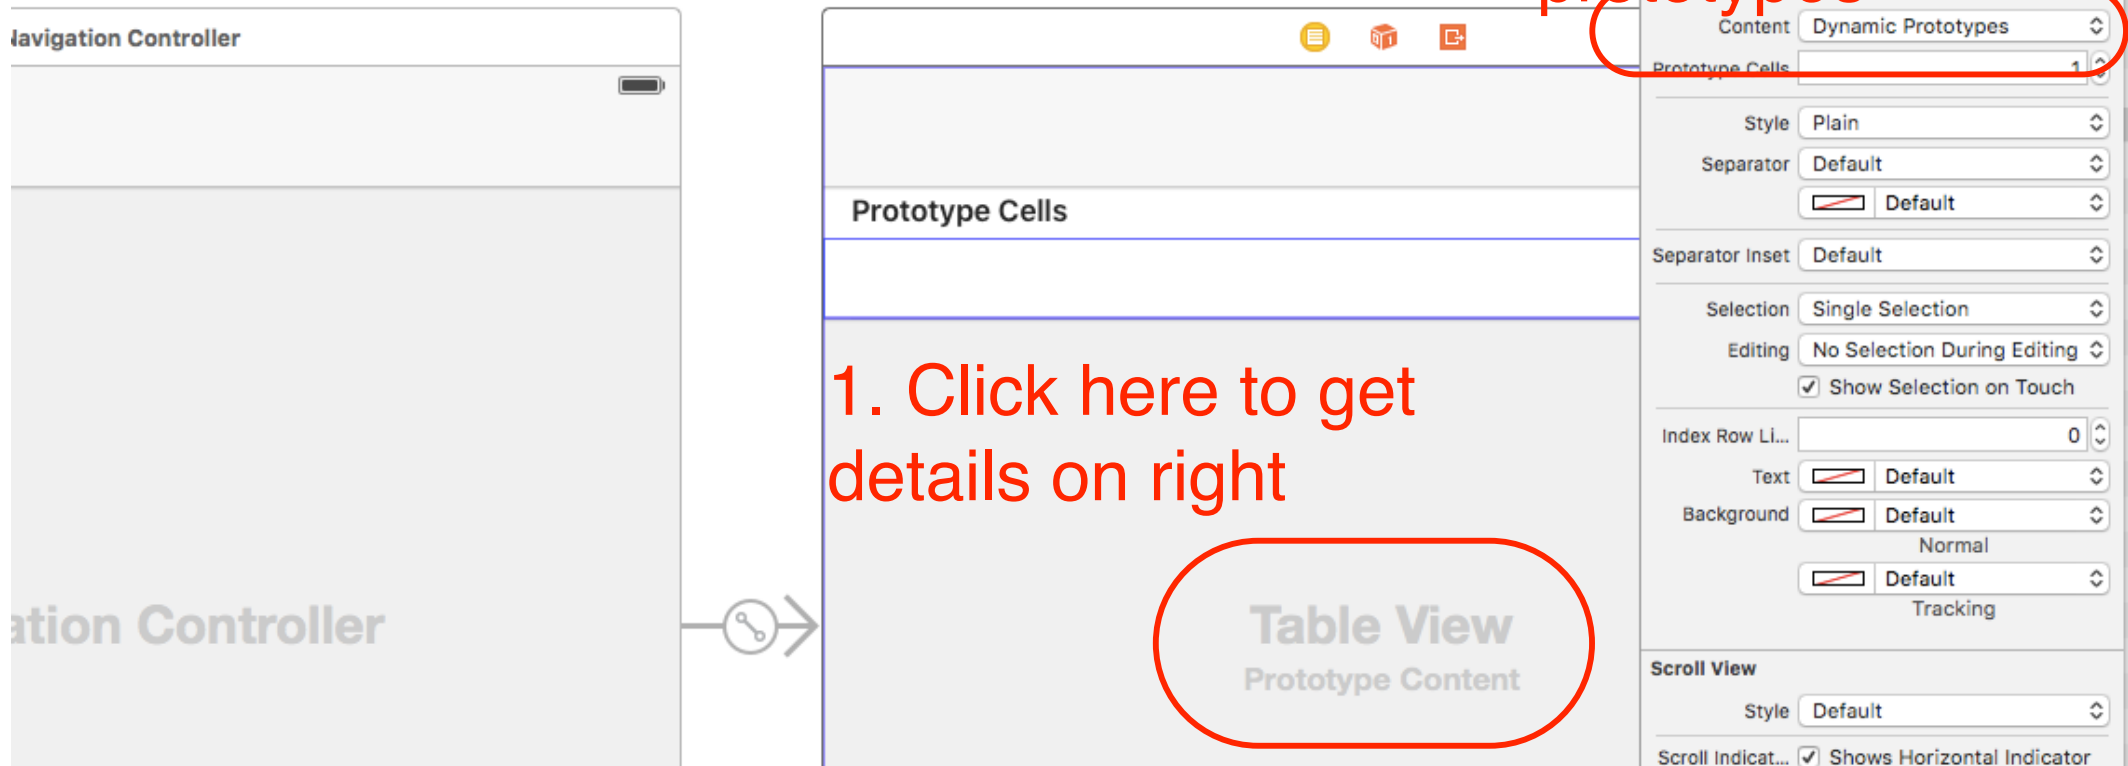 prototypes
Navigation Controller
Content Dynamic Prototypes
Prototype Cells 1
Style Plain
Separator Default
Default
Prototype Cells
Separator Inset Default
Selection Single Selection
Editing No Selection During Editing
Show Selection on Touch
1. Click here to get
details on right
Index Row Li... 0
Text Default
Background Default
Normal
Default
Tracking
ation Controller
Table View
Prototype Content
Scroll View
Style Default
Scroll Indicat... Shows Horizontal Indicator